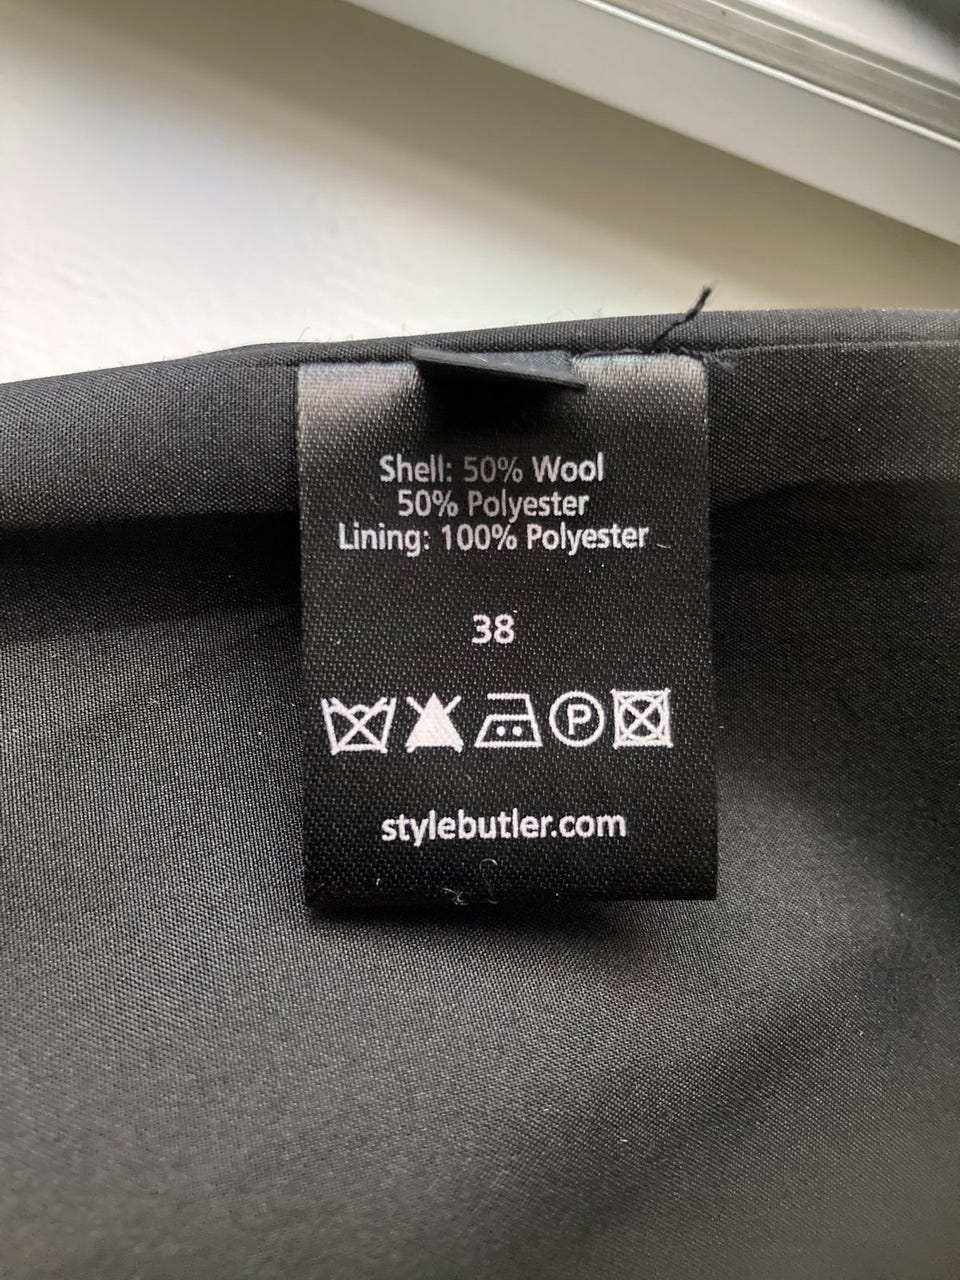 Shell: 50% Wool
50% Polyester
Lining: 100% Polyester
38
P
stylebutler.com